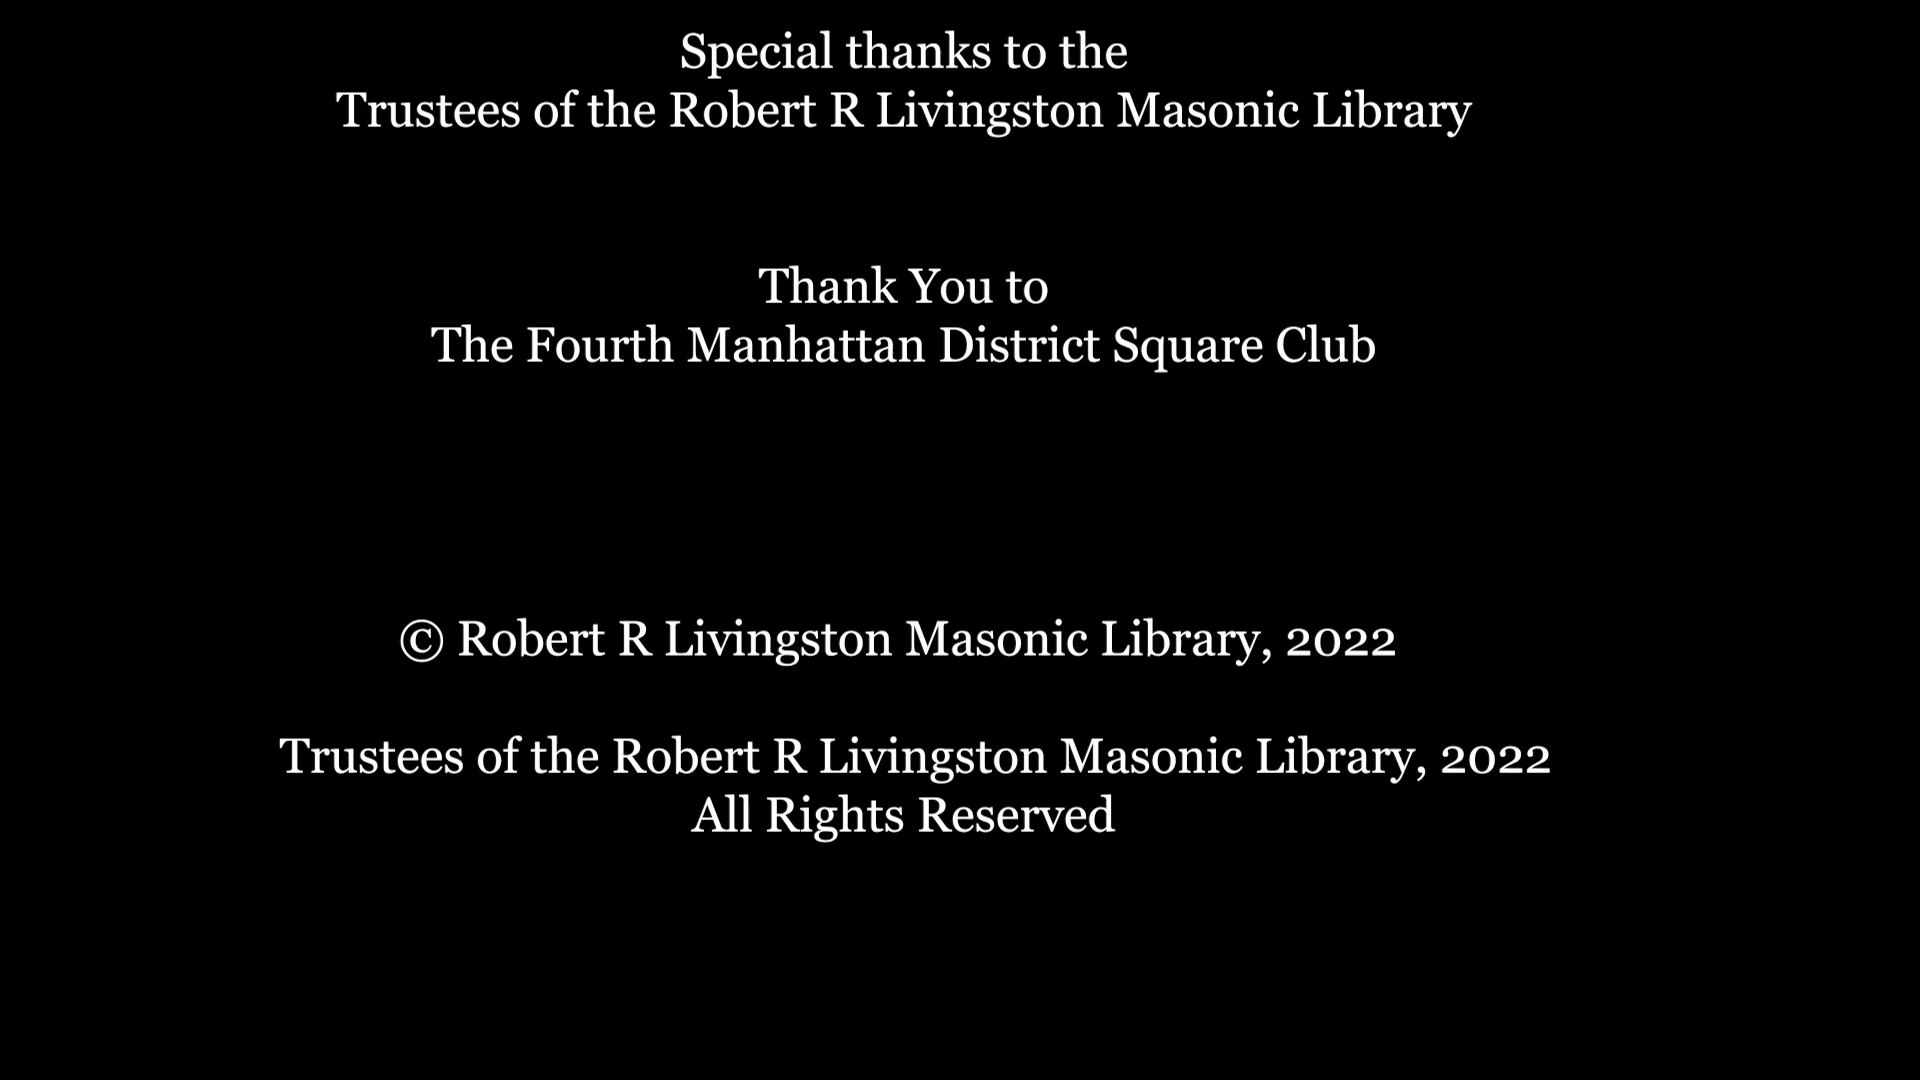 Special thanks to the
Trustees of the Robert R Livingston Masonic Library
Thank You to
The Fourth Manhattan District Square Club
© Robert R Livingston Masonic Library, 2022
Trustees of the Robert R Livingston Masonic Library, 2022
All Rights Reserved